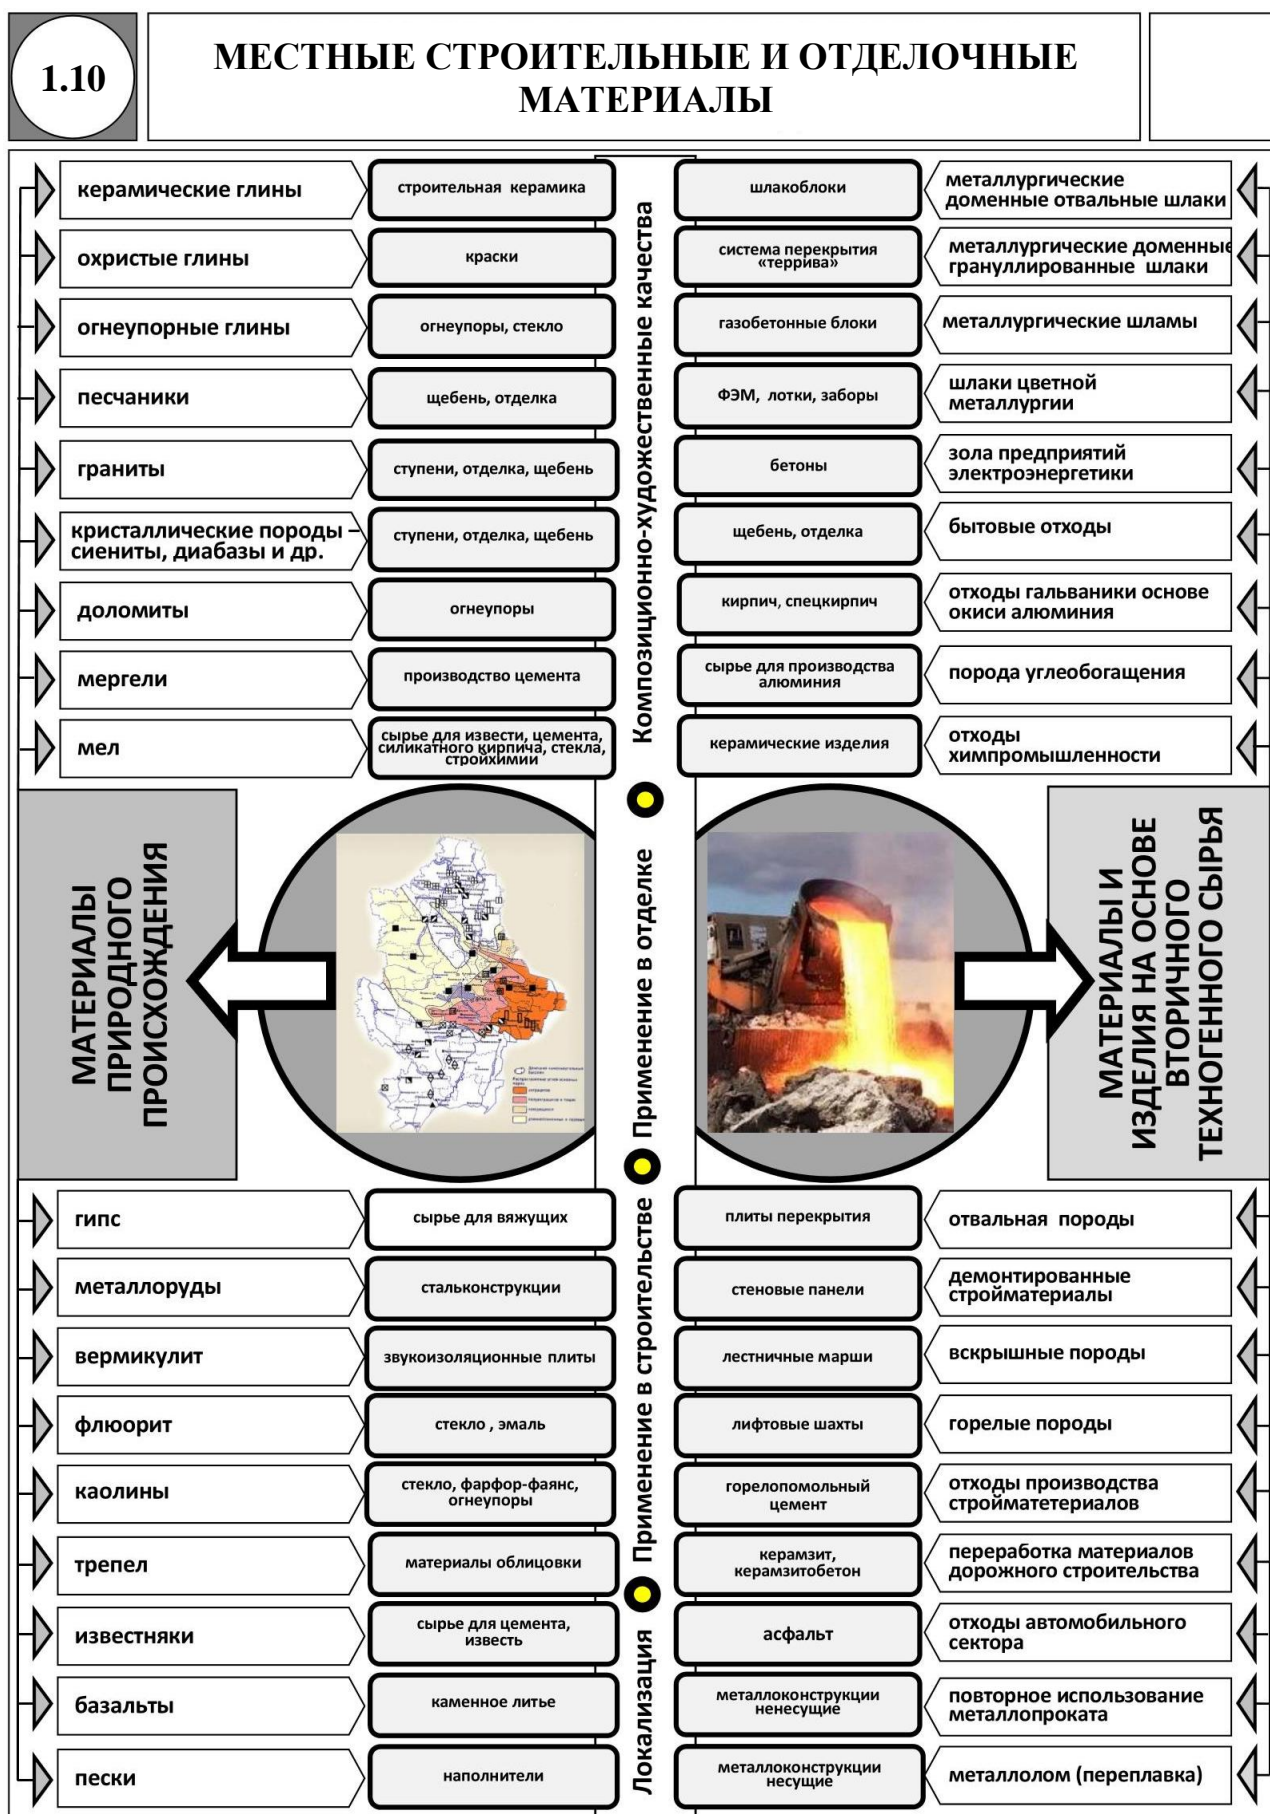 1.10
МЕСТНЫЕ СТРОИТЕЛЬНЫЕ И ОТДЕЛОЧНЫЕ
МАТЕРИАЛЫ
керамические глины
строительная керамика
охристые глины
краски
огнеупорные глины
огнеупоры, стекло
песчаники
щебень, отделка
граниты
ступени, отделка, щебень
кристаллические породы –
сиениты, диабазы и др.
ступени, отделка, щебень
доломиты
огнеупоры
мергели
производство цемента
мел
сырье для извести, цемента,
силикатного кирпича, стекла,
стройхимии
Композиционно-художественные качества
шлакоблоки
металлургические
доменные отвальные шлаки
система перекрытия
«террива»
металлургические доменные
грануллированные шлаки
газобетонные блоки
металлургические шламы
ФЭМ, лотки, заборы
шлаки цветной
металлургии
бетоны
зола предприятий
электроэнергетики
щебень, отделка
бытовые отходы
кирпич, спецкирпич
отходы гальваники основе
окиси алюминия
сырье для производства
алюминия
порода углеобогащения
керамические изделия
отходы
химпромышленности
МАТЕРИАЛЫ
ПРИРОДНОГО
ПРОИСХОЖДЕНИЯ
Применение в отделке
МАТЕРИАЛЫ И
ИЗДЕЛИЯ НА ОСНОВЕ
ВТОРИЧНОГО
ТЕХНОГЕННОГО СЫРЬЯ
гипс
сырье для вяжущих
металлоруды
стальконструкции
вермикулит
звукоизоляционные плиты
флюорит
стекло , эмаль
каолины
стекло, фарфор-фаянс,
огнеупоры
трепел
материалы облицовки
известняки
сырье для цемента,
известь
базальты
каменное литье
пески
наполнители
Применение в строительстве
Локализация
плиты перекрытия
отвальная породы
стеновые панели
демонтированные
стройматериалы
лестничные марши
вскрышные породы
лифтовые шахты
горелые породы
горелопомольный
цемент
отходы производства
стройматетериалов
керамзит,
керамзитобетон
переработка материалов
дорожного строительства
асфальт
отходы автомобильного
сектора
металлоконструкции
ненесущие
повторное использование
металлопроката
металлоконструкции
несущие
металлолом (переплавка)